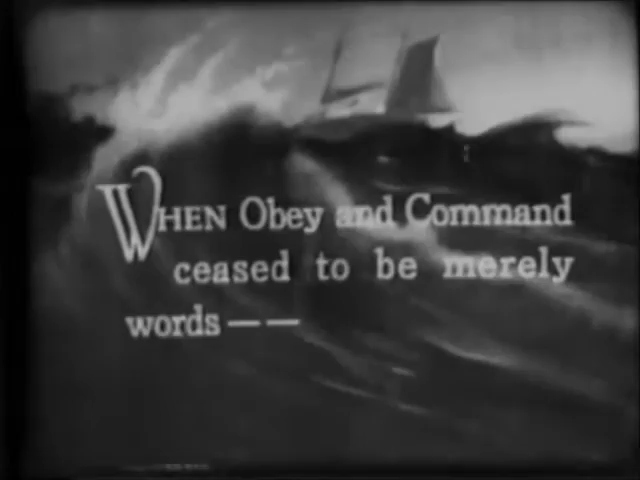 WHEN Obey and Command
ceased to be merely
words — —